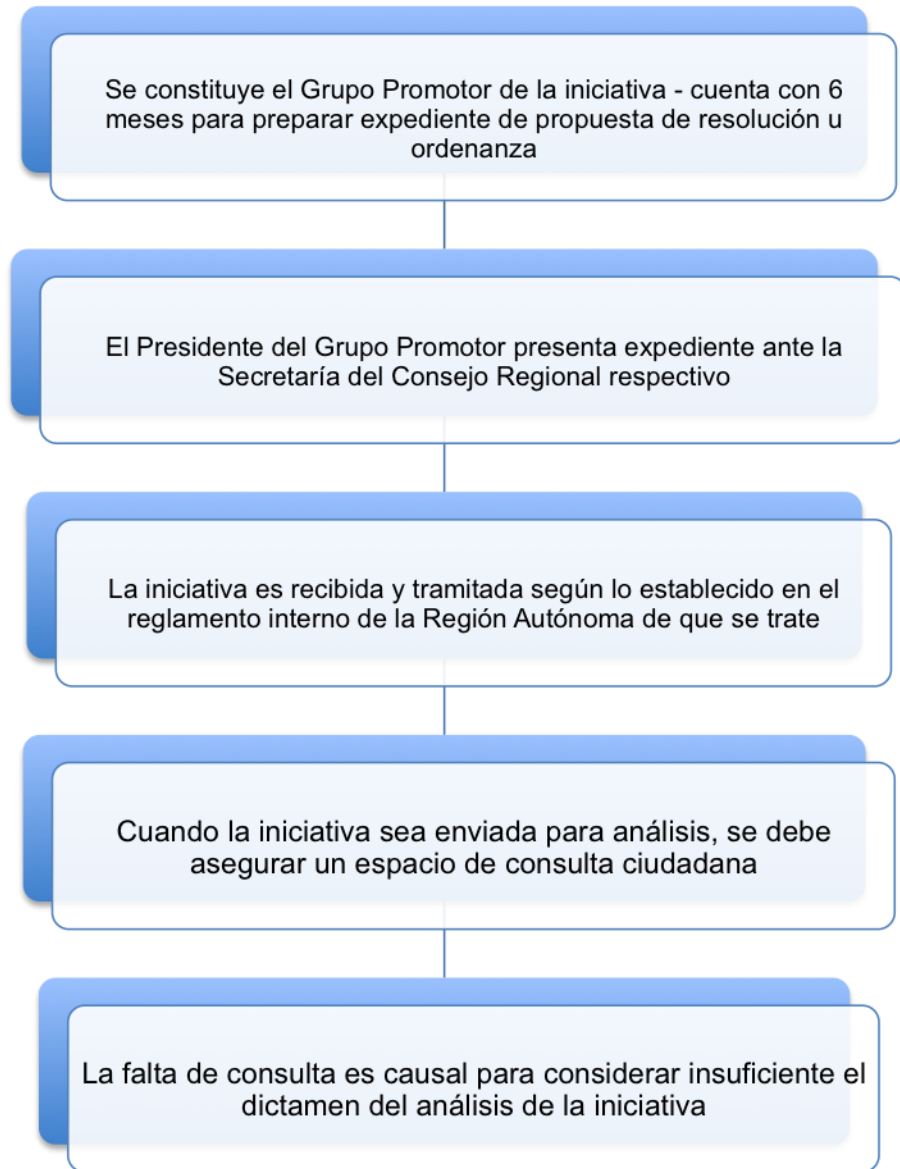 Se constituye el Grupo Promotor de la iniciativa - cuenta con 6
meses para preparar expediente de propuesta de resolución u
ordenanza
El Presidente del Grupo Promotor presenta expediente ante la
Secretaría del Consejo Regional respectivo
La iniciativa es recibida y tramitada según lo establecido en el
reglamento interno de la Región Autónoma de que se trate
Cuando la iniciativa sea enviada para análisis, se debe
asegurar un espacio de consulta ciudadana
La falta de consulta es causal para considerar insuficiente el
dictamen del análisis de la iniciativa